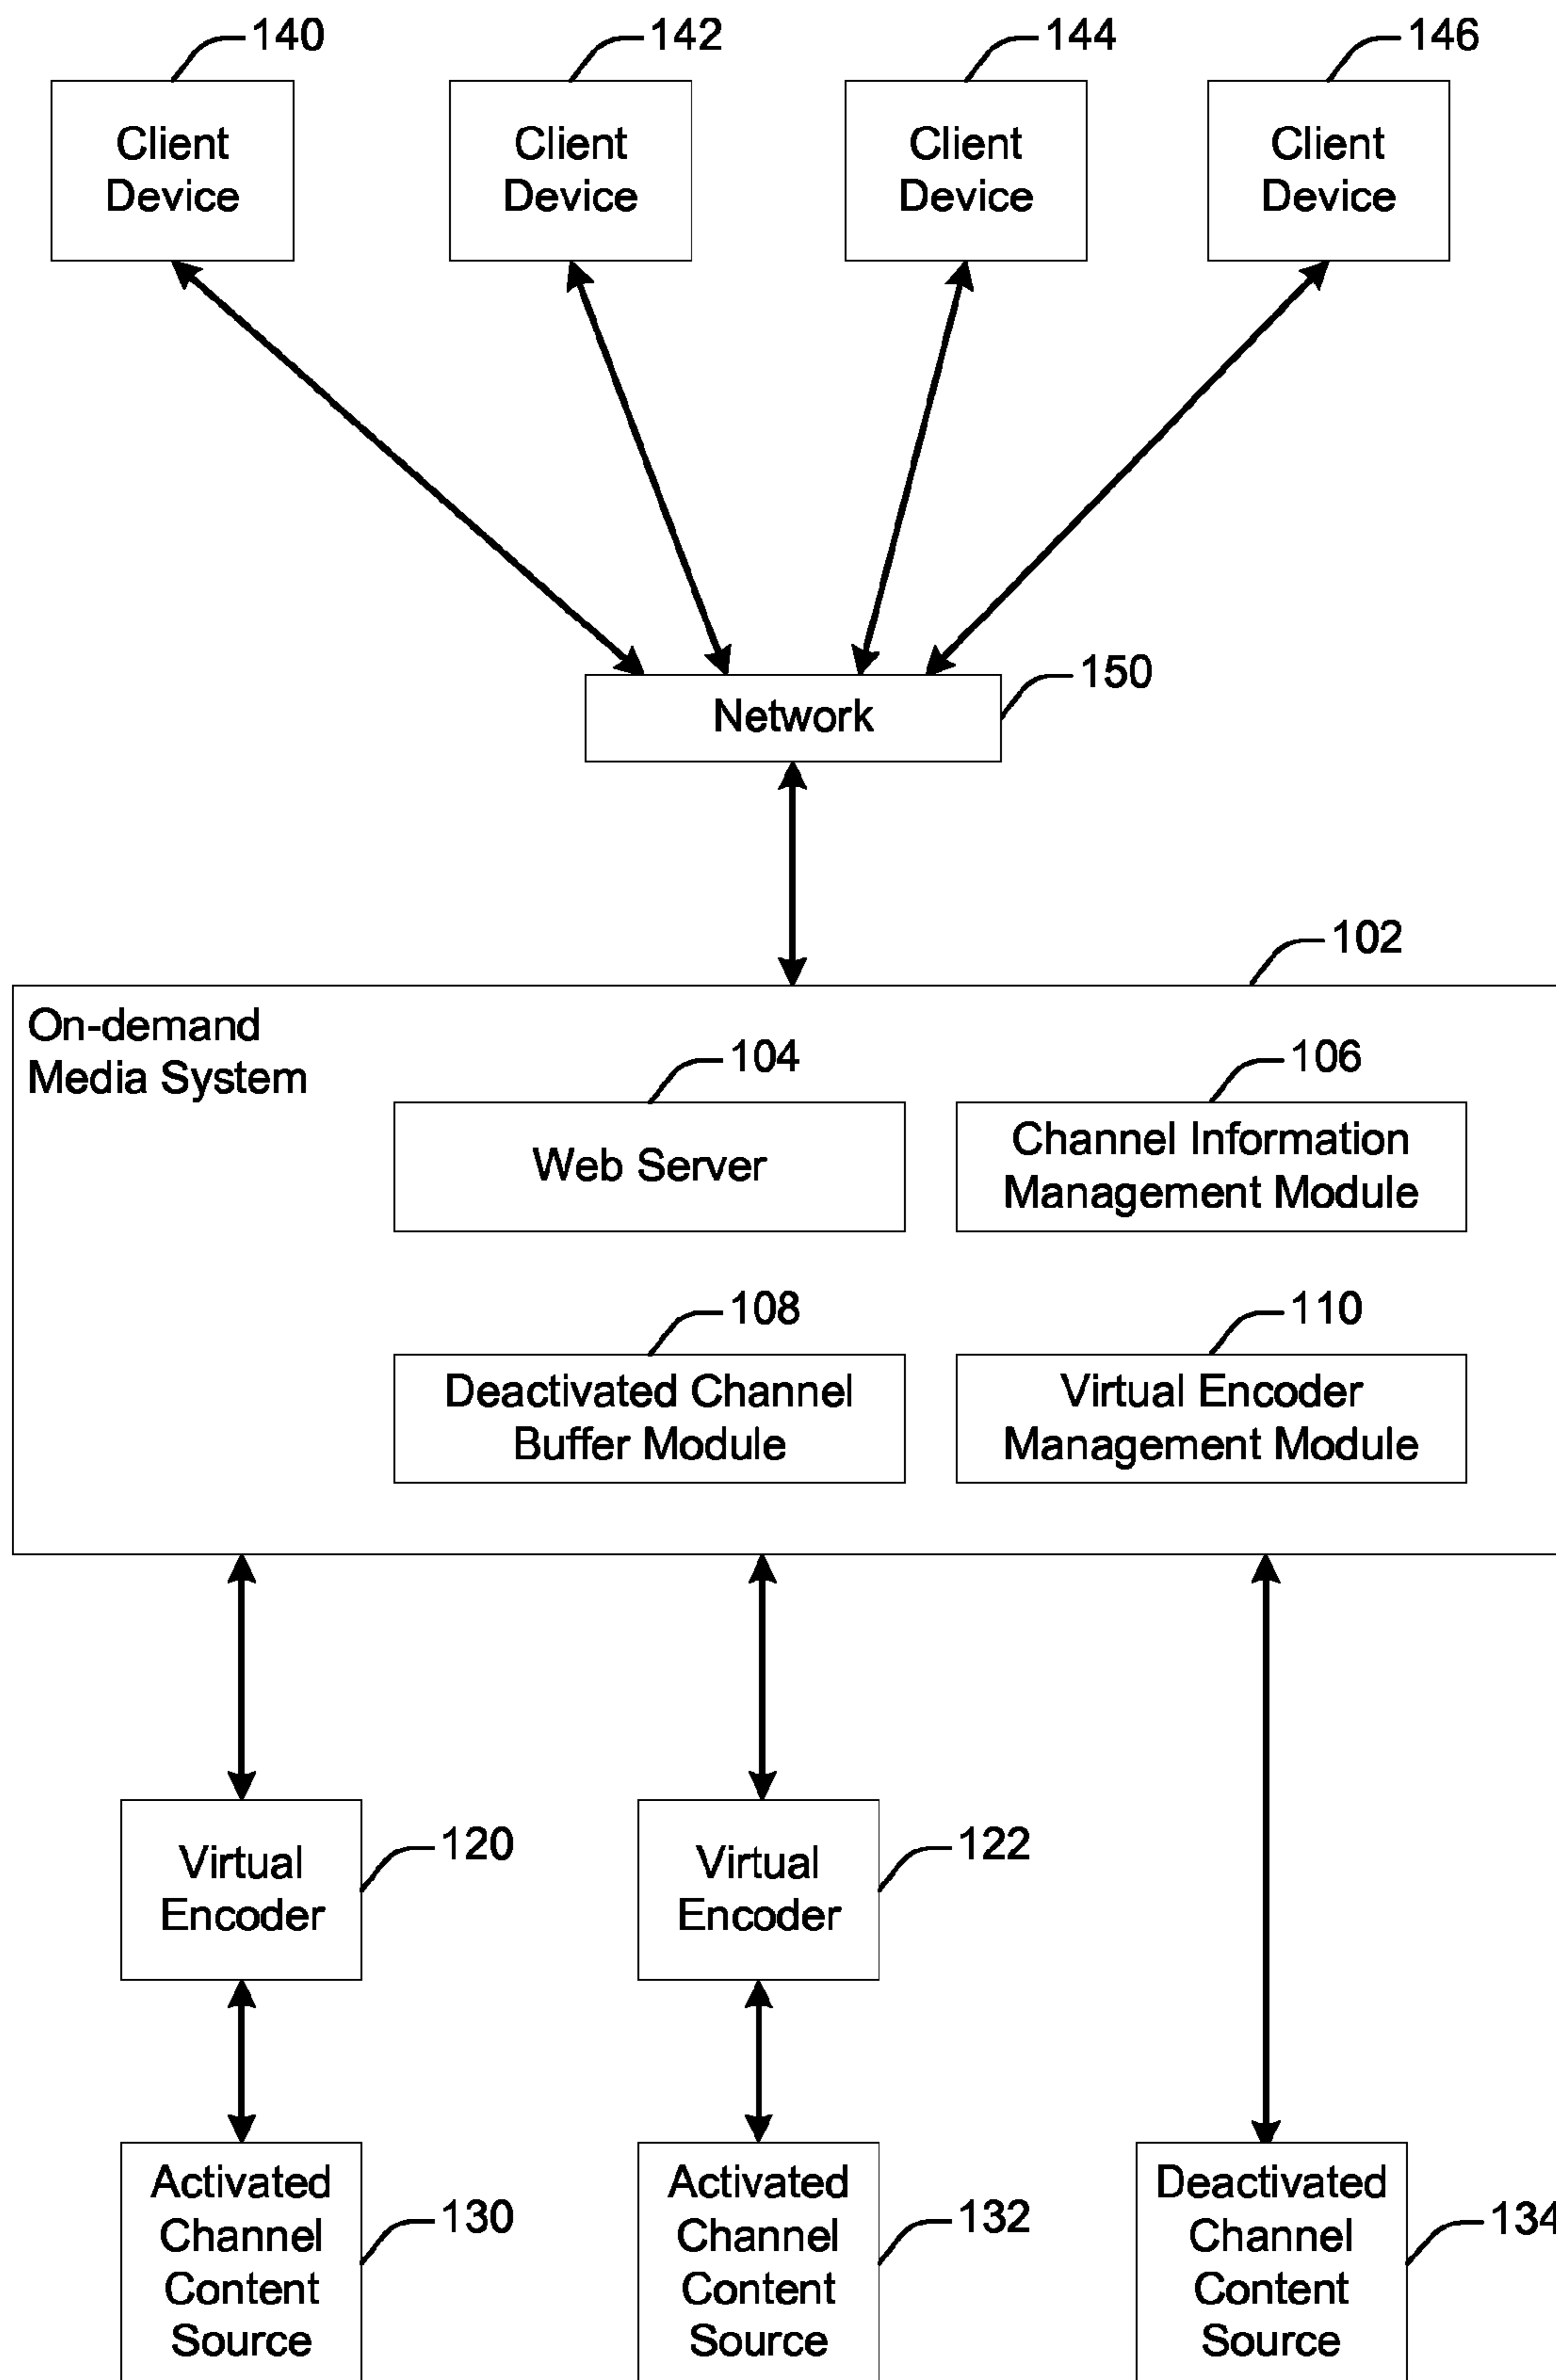 140
142
144
146
Client
Device
Client
Device
Client
Device
Client
Device
150
Network
102
On-demand
Media System
104
106
Web Server
Channel Information
Management Module
108
110
Deactivated Channel
Buffer Module
Virtual Encoder
Management Module
Virtual
Encoder
120
Virtual
Encoder
122
Activated
Channel
Content
Source
130
Activated
Channel
Content
Source
132
Deactivated
Channel
Content
Source
134